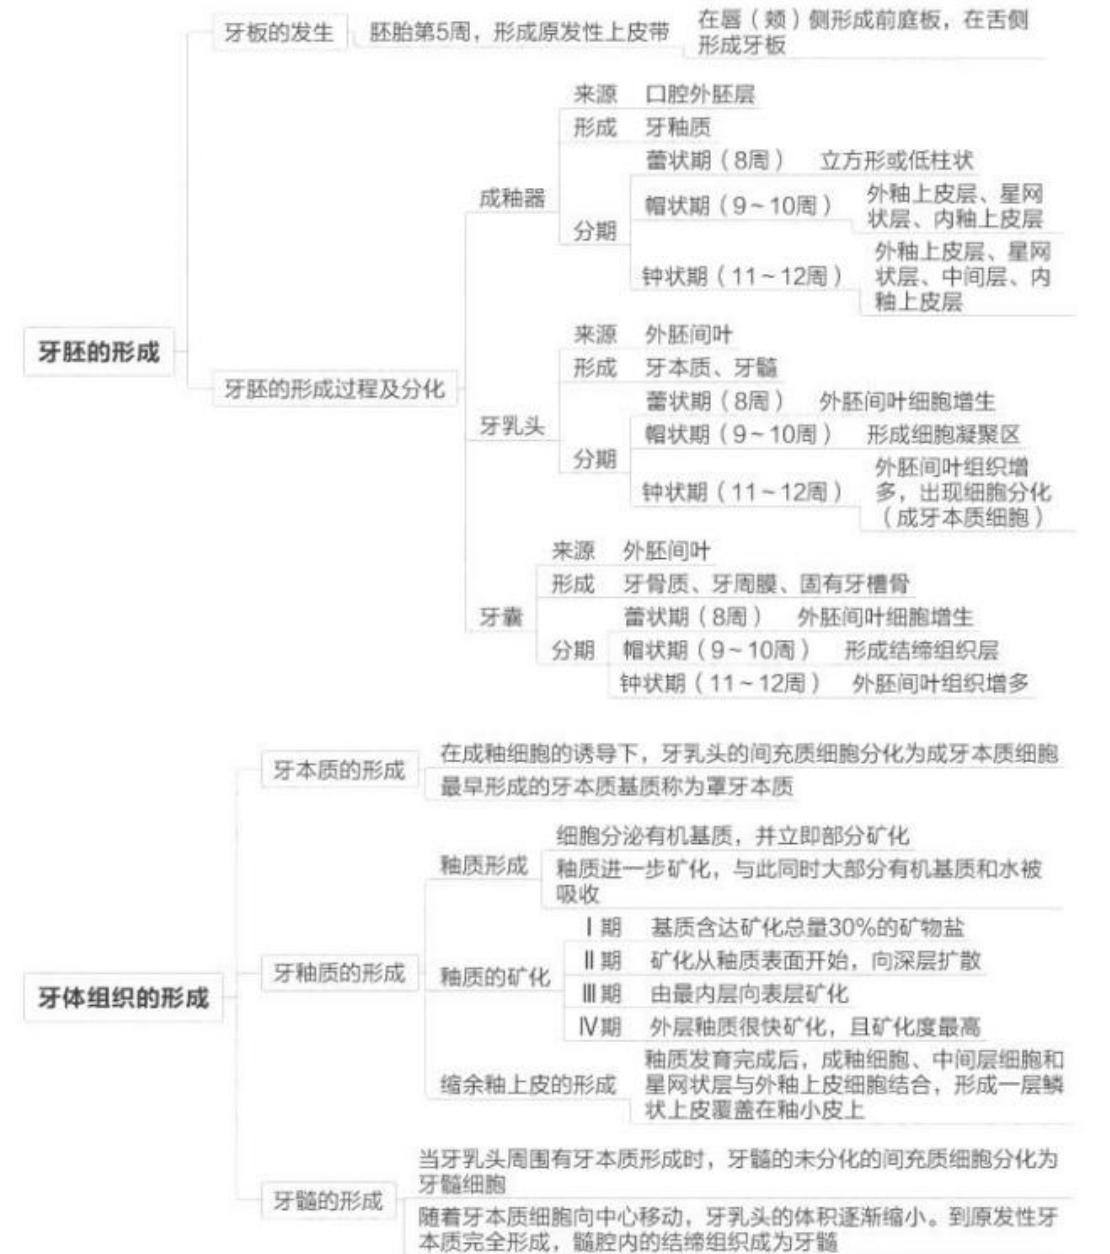 牙胚的形成
牙板的发生
胚胎第5周，形成原发性上皮带
在唇（颊）侧形成前庭板，在舌侧
形成牙板
牙胚的形成过程及分化
成釉器
来源 口腔外胚层
形成 牙釉质
分期
蕾状期（8周） 立方形或低柱状
帽状期（9~10周）
外釉上皮层、星网
状层、内釉上皮层
钟状期（11~12周）
外釉上皮层、星网
状层、中间层、内
釉上皮层
牙乳头
来源 外胚间叶
形成 牙本质、牙髓
分期
蕾状期（8周） 外胚间叶细胞增生
帽状期（9~10周） 形成细胞凝聚区
钟状期（11~12周）
外胚间叶组织增
多，出现细胞分化
（成牙本质细胞）
牙囊
来源 外胚间叶
形成 牙骨质、牙周膜、固有牙槽骨
分期
蕾状期（8周） 外胚间叶细胞增生
帽状期（9~10周） 形成结缔组织层
钟状期（11~12周） 外胚间叶组织增多
牙体组织的形成
牙本质的形成
在成釉细胞的诱导下，牙乳头的间充质细胞分化为成牙本质细胞
最早形成的牙本质基质称为罩牙本质
牙釉质的形成
釉质形成
细胞分泌有机基质，并立即部分矿化
釉质进一步矿化，与此同时大部分有机基质和水被
吸收
釉质的矿化
Ⅰ期 基质含达矿化总量30%的矿物盐
Ⅱ期 矿化从釉质表面开始，向深层扩散
Ⅲ期 由最内层向表层矿化
Ⅳ期 外层釉质很快矿化，且矿化度最高
缩余釉上皮的形成
釉质发育完成后，成釉细胞、中间层细胞和
星网状层与外釉上皮细胞结合，形成一层鳞
状上皮覆盖在釉小皮上
牙髓的形成
当牙乳头周围有牙本质形成时，牙髓的未分化的间充质细胞分化为
牙髓细胞
随着牙本质细胞向中心移动，牙乳头的体积逐渐缩小。到原发性牙
本质完全形成，髓腔内的结缔组织成为牙髓